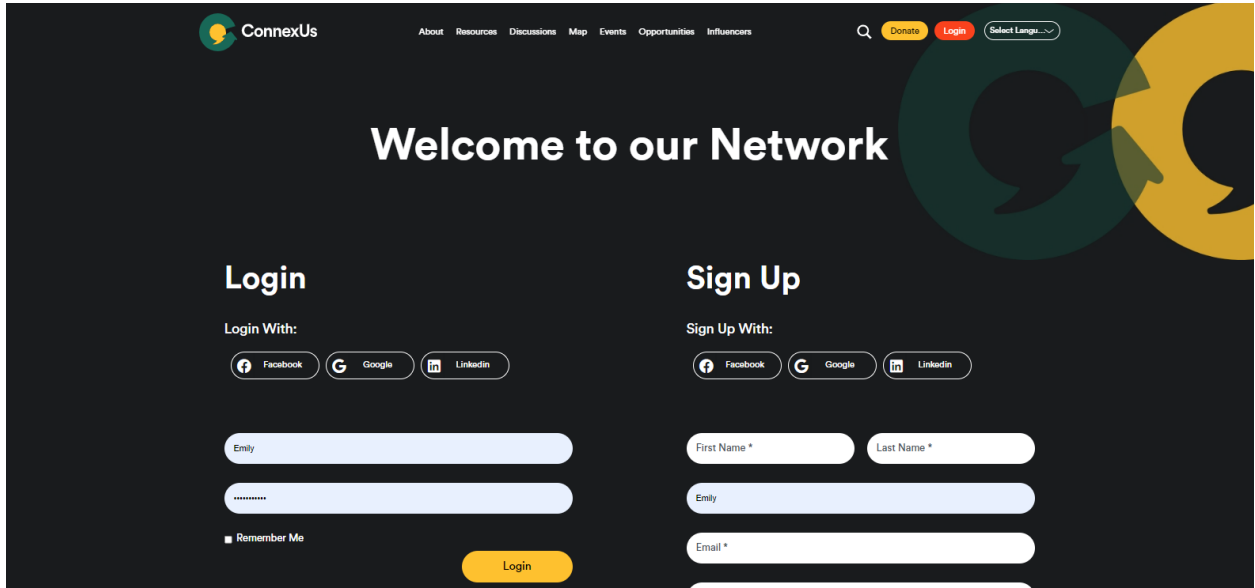 ConnexUs
About Resources Discussions Map Events Opportunities Influencers
Donate
Login
Select Langu...
Welcome to our Network
Login
Login With:
Facebook
Google
Linkedin
Emily
•••••••••••
Remember Me
Login
Sign Up
Sign Up With:
Facebook
Google
Linkedin
First Name *
Last Name *
Emily
Email *